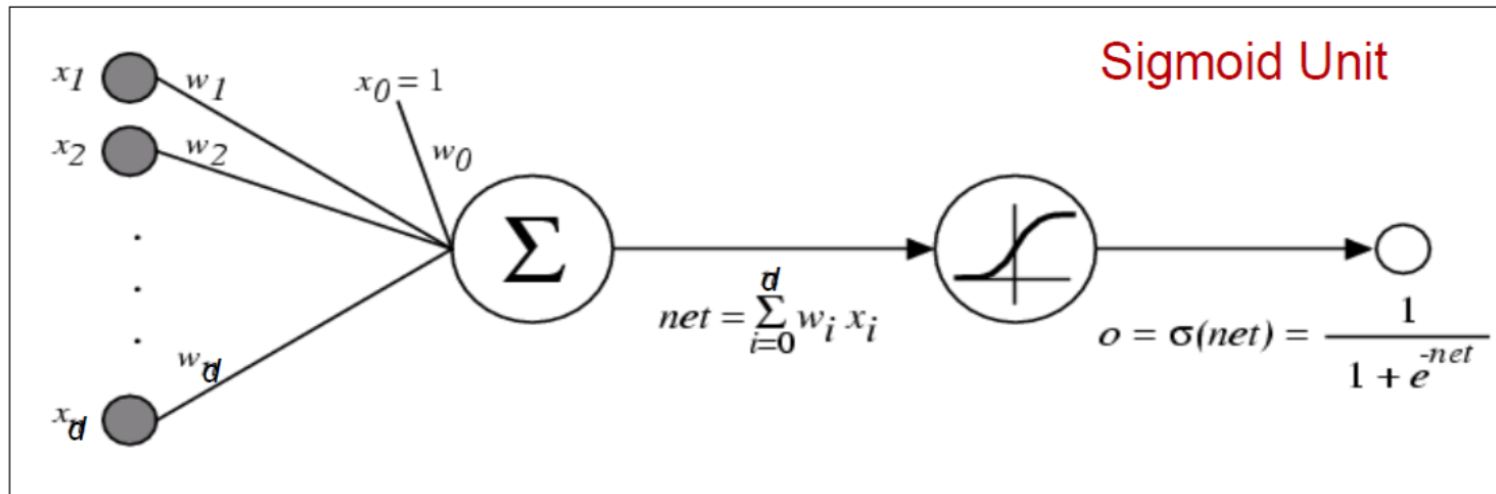 Sigmoid Unit
x1
w1
x0 = 1
x2
w2
w0
Σ
wd
xd
net = d Σ i=0 wi xi
o = σ(net) = 1 / 1 + e^-net